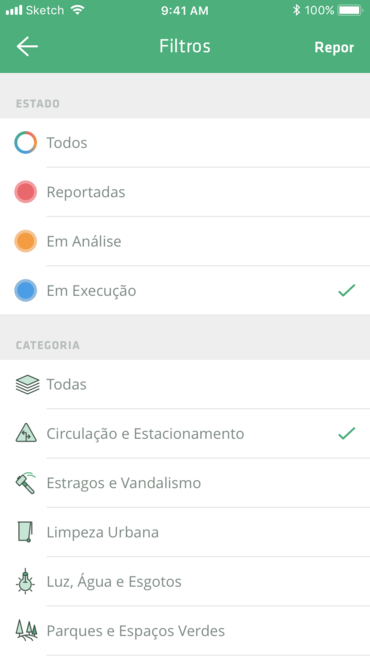 Sketch 9:41 AM 100%
Filtros Repor
ESTADO
Todos
Reportadas
Em Análise
Em Execução
CATEGORIA
Todas
Circulação e Estacionamento
Estragos e Vandalismo
Limpeza Urbana
Luz, Água e Esgotos
Parques e Espaços Verdes